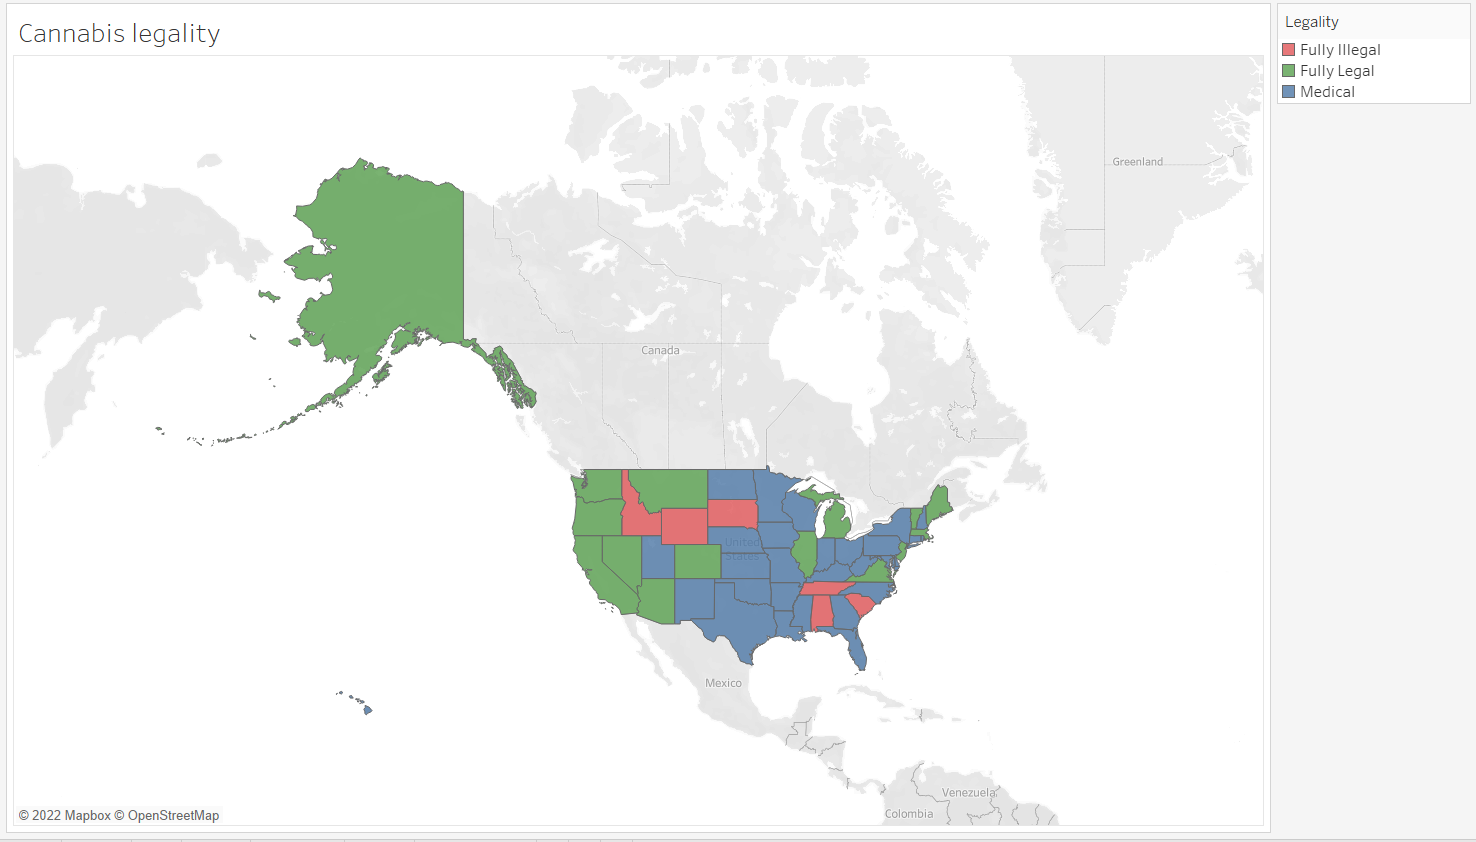 Cannabis legality
Legality
Fully Illegal
Fully Legal
Medical
Greenland
Canada
United
States
Mexico
Venezuela
Colombia
© 2022 Mapbox © OpenStreetMap